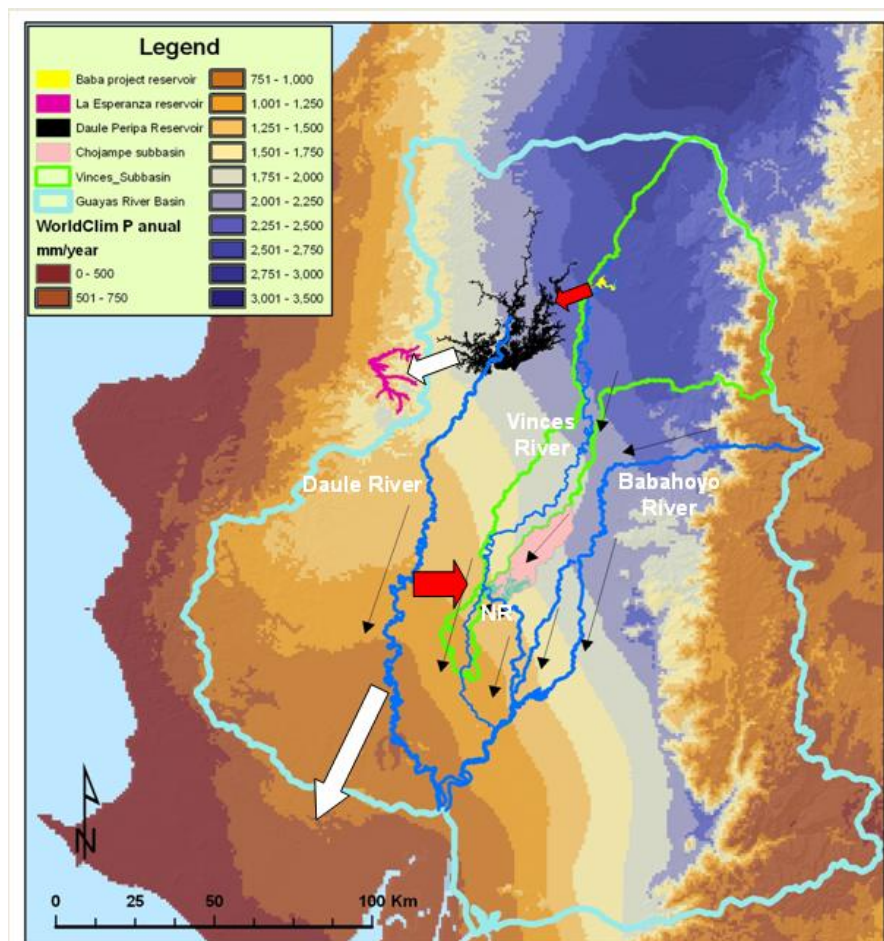 Legend
Baba project reservoir
La Esperanza reservoir
Daule Peripa Reservoir
Chojampe subbasin
Vinces_Subbasin
Guayas River Basin
WorldClim P anual
mm/year
0 - 500
501 - 750
751 - 1,000
1,001 - 1,250
1,251 - 1,500
1,501 - 1,750
1,751 - 2,000
2,001 - 2,250
2,251 - 2,500
2,501 - 2,750
2,751 - 3,000
3,001 - 3,500
Vinces
River
Daule River
Babahoyo
River
NR
N
0 25 50 100 Km